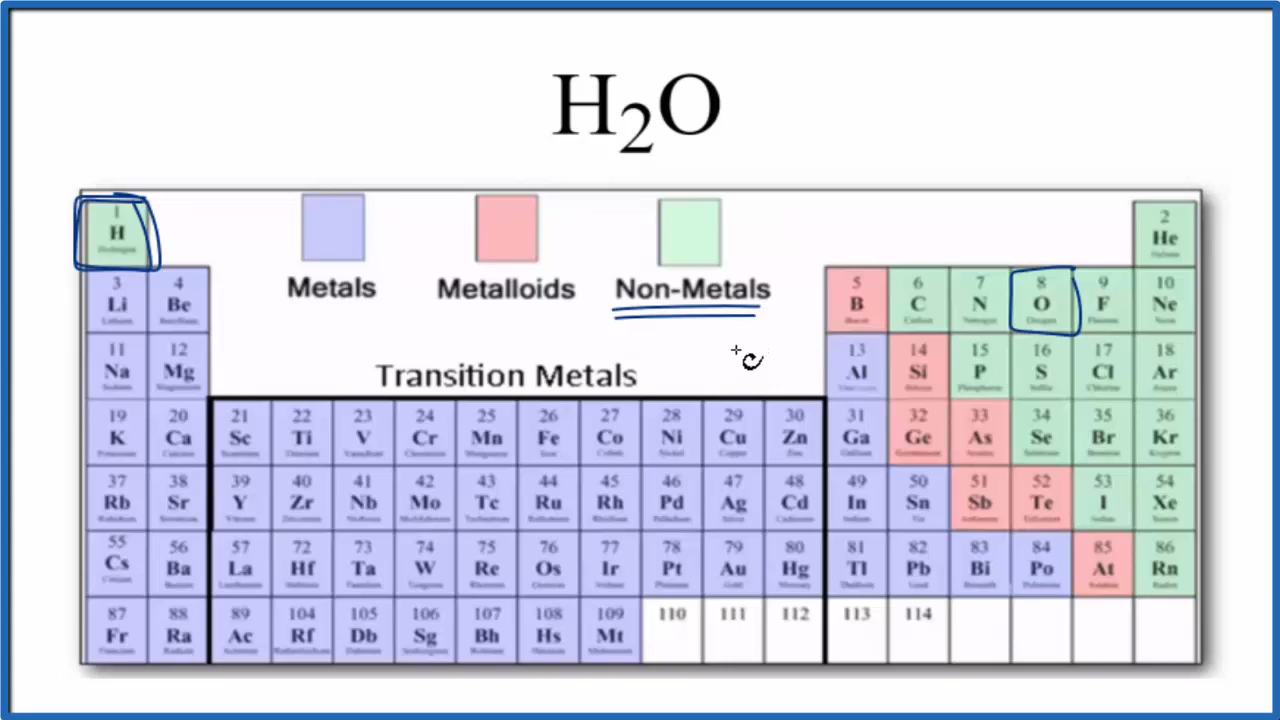 H₂O
1 2
H He
Hydrogen
Metals Metalloids Non-Metals
3 4 5 6 7 8 9 10
Li Be B C N O F Ne
Transition Metals
11 12 13 14 15 16 17 18
Na Mg Al Si P S Cl Ar
19 20 21 22 23 24 25 26 27 28 29 30 31 32 33 34 35 36
K Ca Sc Ti V Cr Mn Fe Co Ni Cu Zn Ga Ge As Se Br Kr
37 38 39 40 41 42 43 44 45 46 47 48 49 50 51 52 53 54
Rb Sr Y Zr Nb Mo Tc Ru Rh Pd Ag Cd In Sn Sb Te I Xe
55 56 57 72 73 74 75 76 77 78 79 80 81 82 83 84 85 86
Cs Ba La Hf Ta W Re Os Ir Pt Au Hg Tl Pb Bi Po At Rn
87 88 89 104 105 106 107 108 109 110 111 112 113 114
Fr Ra Ac Rf Db Sg Bh Hs Mt